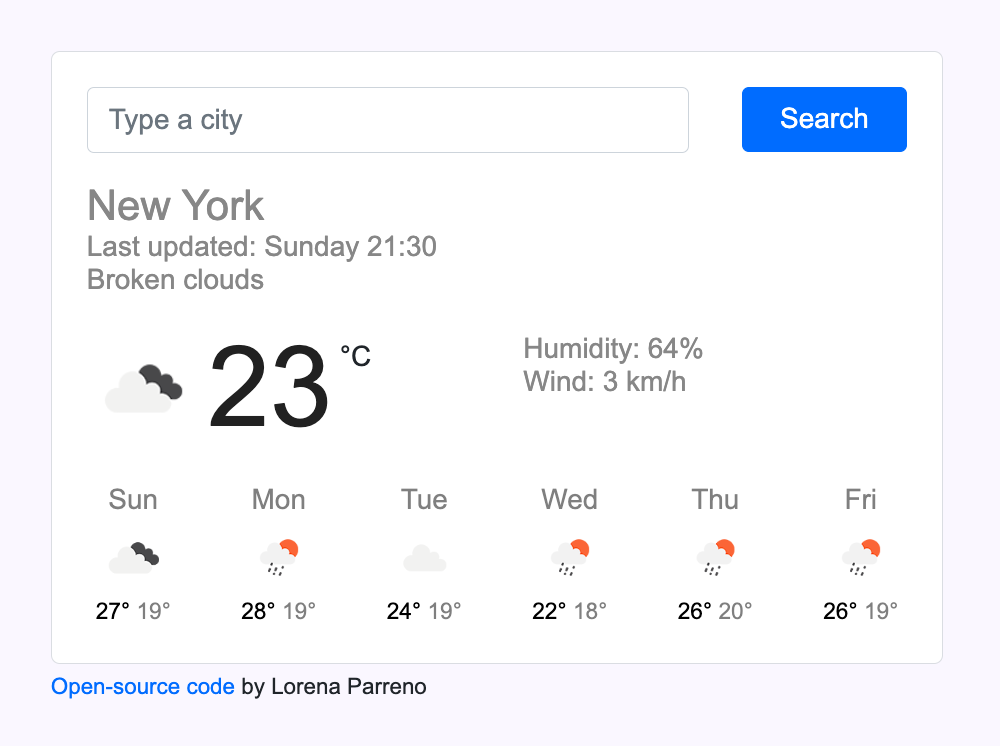 Type a city
Search
New York
Last updated: Sunday 21:30
Broken clouds
23 °C
Humidity: 64%
Wind: 3 km/h
Sun Mon Tue Wed Thu Fri
27° 19° 28° 19° 24° 19° 22° 18° 26° 20° 26° 19°
Open-source code by Lorena Parreno